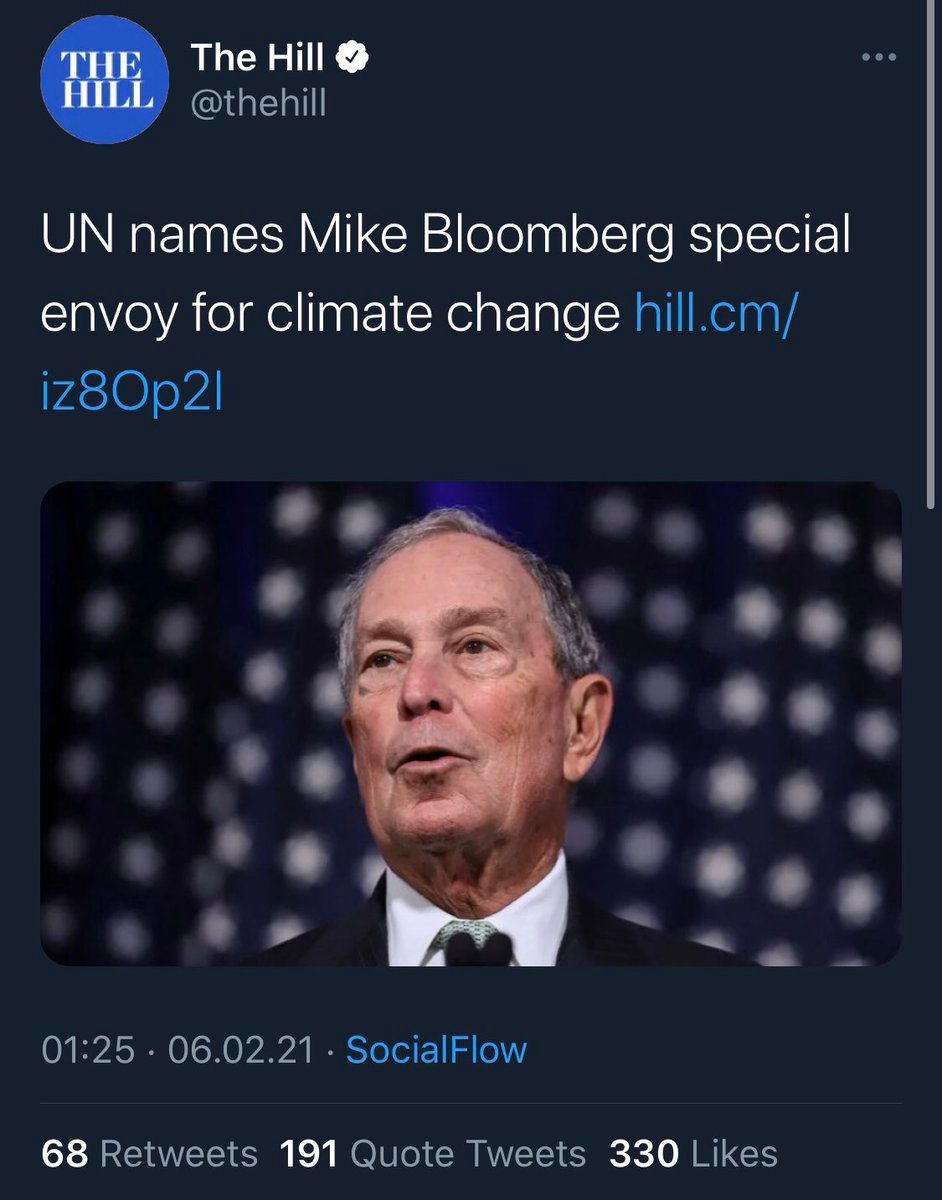 THE
HILL
The Hill
@thehill
UN names Mike Bloomberg special
envoy for climate change hill.cm/
iz8Op2l
01:25 · 06.02.21 · SocialFlow
68 Retweets 191 Quote Tweets 330 Likes